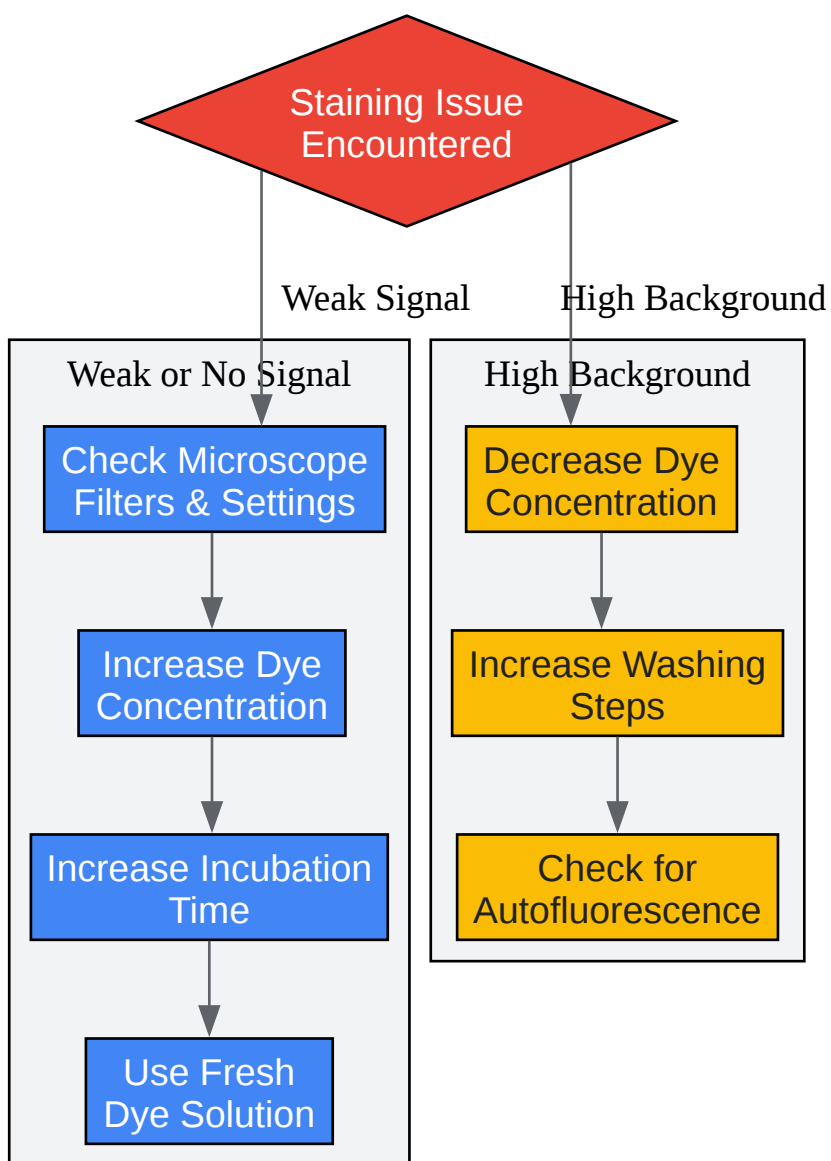 Staining Issue
Encountered
Weak Signal
High Background
Weak or No Signal
Check Microscope
Filters & Settings
Increase Dye
Concentration
Increase Incubation
Time
Use Fresh
Dye Solution
High Background
Decrease Dye
Concentration
Increase Washing
Steps
Check for
Autofluorescence